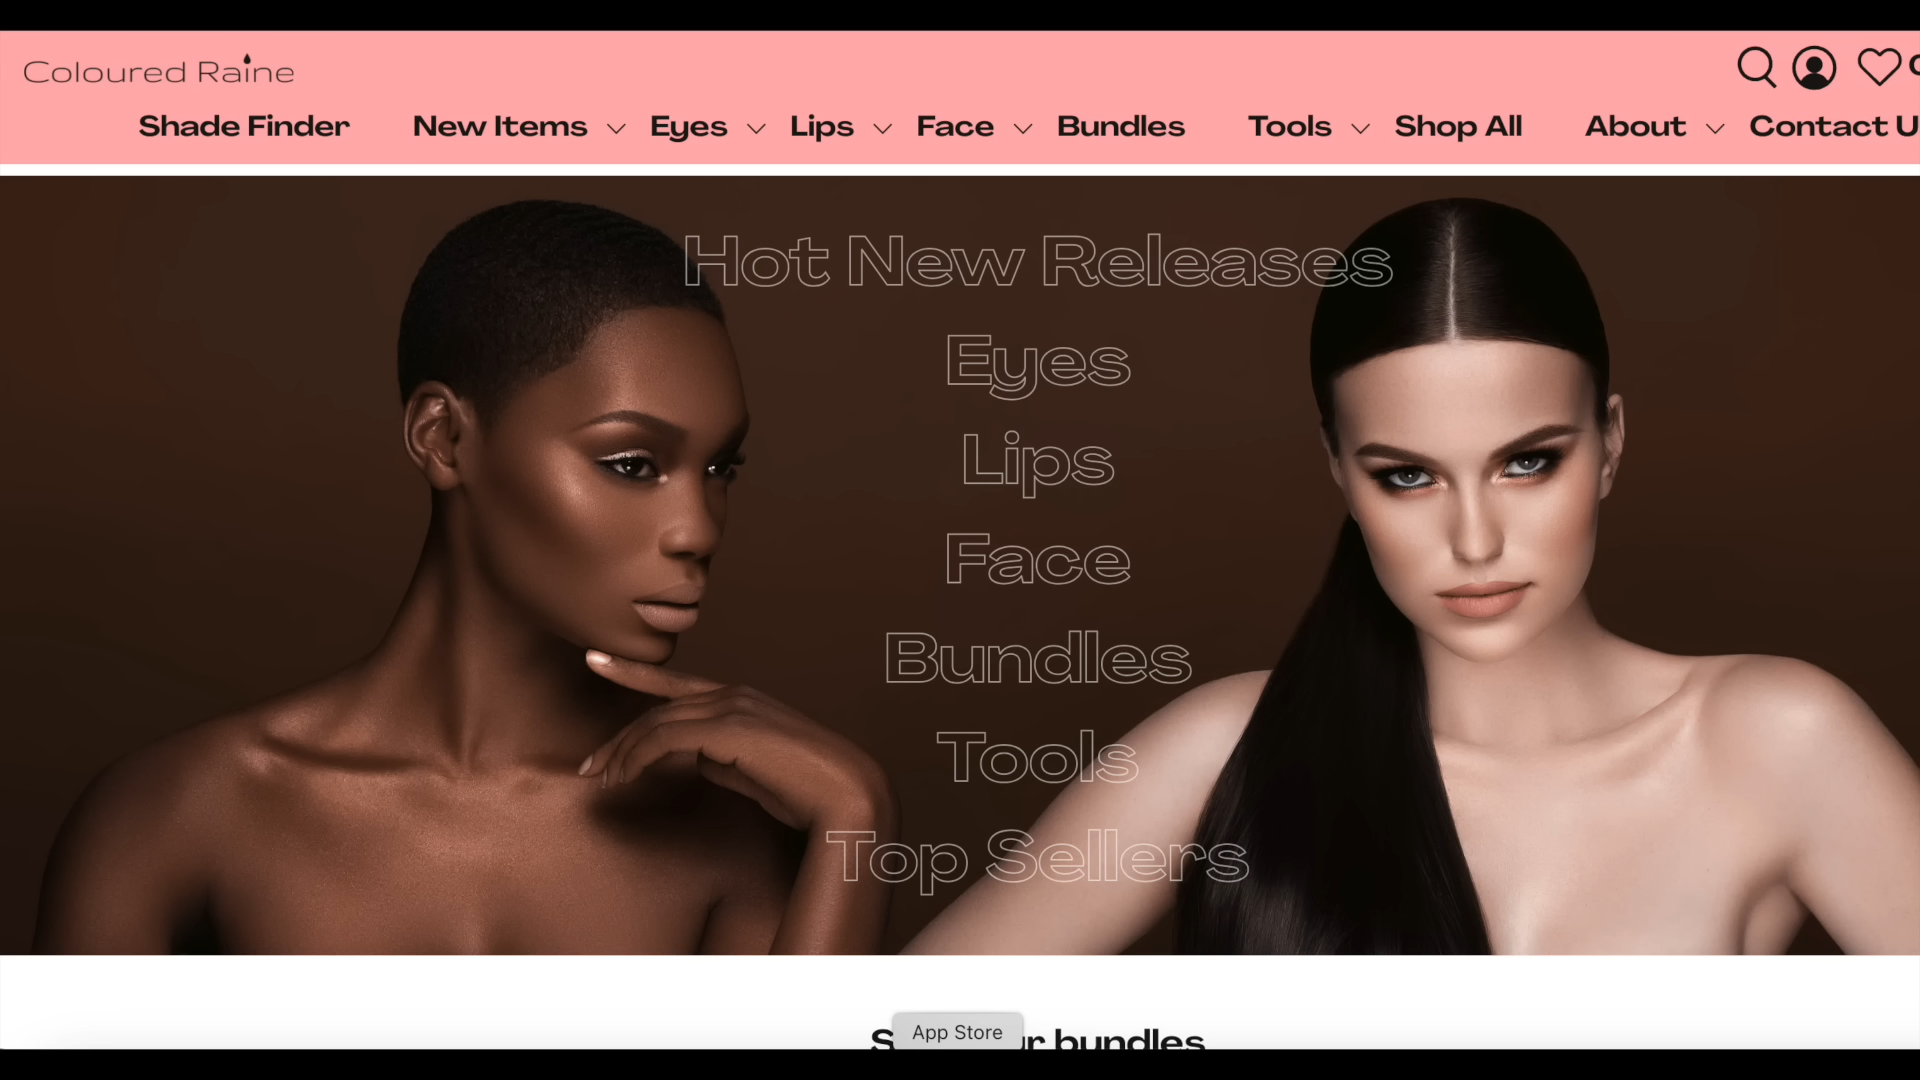 Coloured Raine
Shade Finder New Items Eyes Lips Face Bundles Tools Shop All About Contact U
Hot New Releases
Eyes
Lips
Face
Bundles
Tools
Top Sellers
bundles
App Store